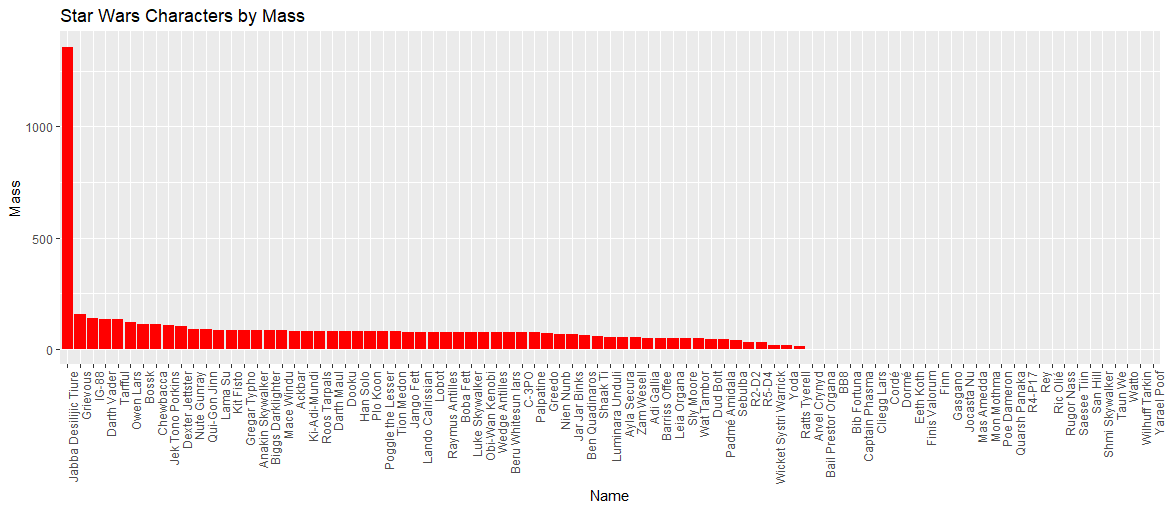 Star Wars Characters by Mass
Mass
1000
500
0
Jabba Desilijic Tiure
Grievous
IG-88
Darth Vader
Tarfful
Owen Lars
Bossk
Chewbacca
Jek Tono Porkins
Dexter Jettster
Nute Gunray
Qui-Gon Jinn
Lama Su
Kit Fisto
Gregar Typho
Anakin Skywalker
Biggs Darklighter
Mace Windu
Ackbar
Ki-Adi-Mundi
Roos Tarpals
Darth Maul
Dooku
Han Solo
Plo Koon
Poggle the Lesser
Tion Medon
Jango Fett
Lando Calrissian
Lobot
Raymus Antilles
Boba Fett
Luke Skywalker
Obi-Wan Kenobi
Wedge Antilles
Beru Whitesun lars
C-3PO
Palpatine
Greedo
Nien Nunb
Jar Jar Binks
Ben Quadinaros
Shaak Ti
Luminara Unduli
Ayla Secura
Zam Wesell
Adi Gallia
Barriss Offee
Leia Organa
Sly Moore
Wat Tambor
Dud Bolt
Padmé Amidala
Sebulba
R2-D2
R5-D4
Wicket Systri Warrick
Yoda
Ratts Tyerell
Arvel Crynyd
Bail Prestor Organa
BB8
Bib Fortuna
Captain Phasma
Cliegg Lars
Cordé
Dormé
Eeth Koth
Finis Valorum
Finn
Gasgano
Jocasta Nu
Mas Amedda
Mon Mothma
Poe Dameron
Quarsh Panaka
R4-P17
Rey
Ric Olié
Rugor Nass
Saesee Tiin
San Hill
Shmi Skywalker
Taun We
Watto
Wilhuff Tarkin
Yarael Poof
Name